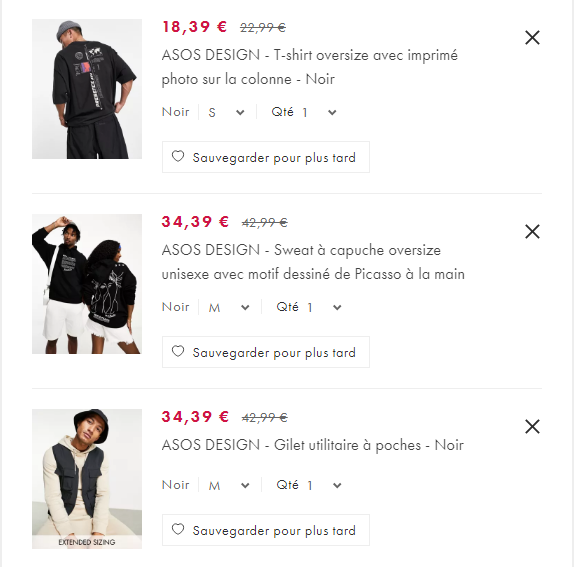 18,39 € 22,99 €
ASOS DESIGN - T-shirt oversize avec imprimé
photo sur la colonne - Noir
Noir S Qté 1
Sauvegarder pour plus tard
34,39 € 42,99 €
ASOS DESIGN - Sweat à capuche oversize
unisexe avec motif dessiné de Picasso à la main
Noir M Qté 1
Sauvegarder pour plus tard
34,39 € 42,99 €
ASOS DESIGN - Gilet utilitaire à poches - Noir
Noir M Qté 1
Sauvegarder pour plus tard
EXTENDED SIZING